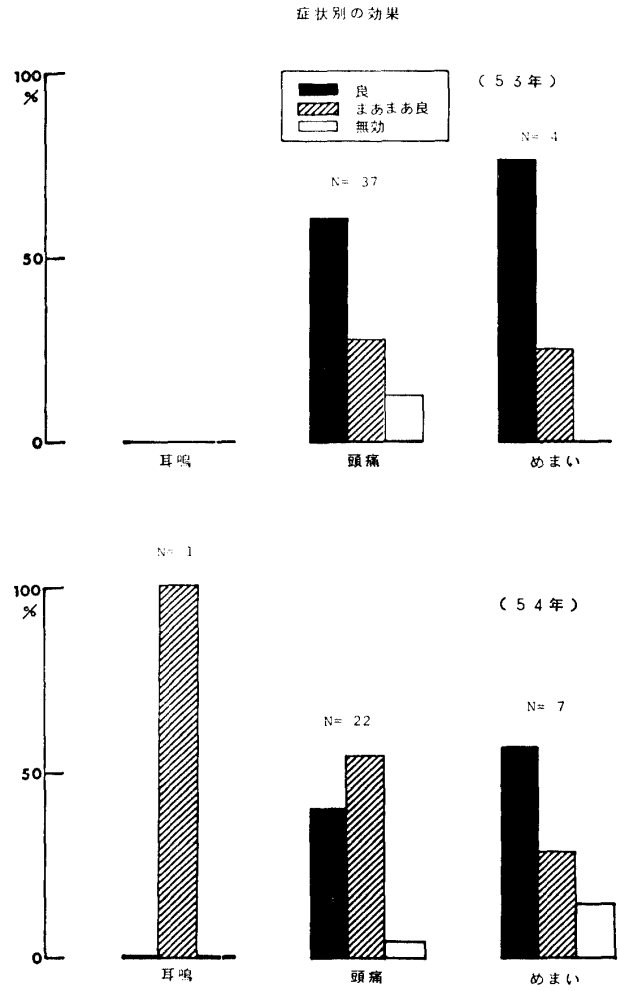 症状別の効果
100
%
50
0
良
まあまあ良
無効
(53年)
N= 37
N= 4
耳鳴
頭痛
めまい
100
%
50
0
(54年)
N= 1
N= 22
N= 7
耳鳴
頭痛
めまい